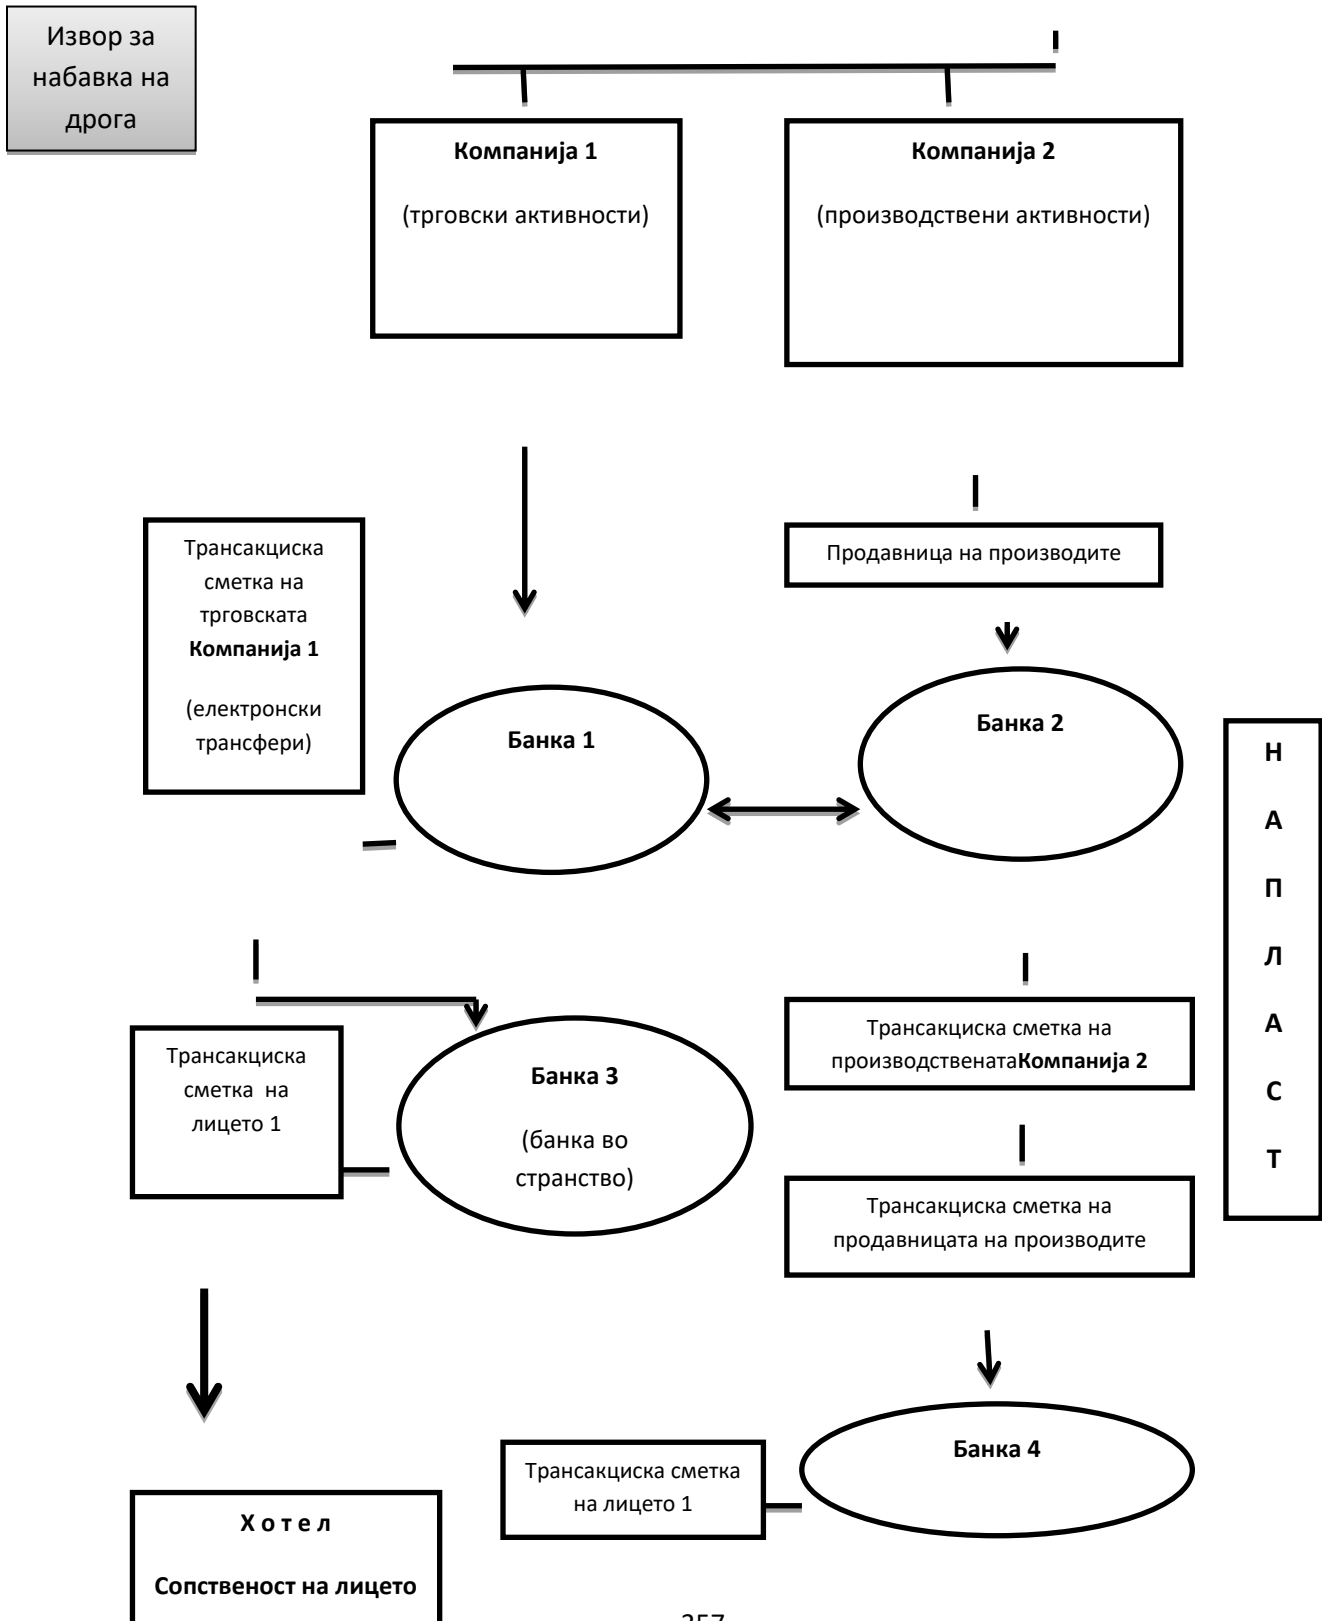 Извор за
набавка на
дрога
Компанија 1
(трговски активности)
Компанија 2
(производствени активности)
Трансакциска
сметка на
трговската
Компанија 1
(електронски
трансфери)
Продавница на производите
Банка 1
Банка 2
Н
А
П
Л
А
С
Т
Трансакциска сметка на
производственатаКомпанија 2
Трансакциска
сметка  на
лицето 1
Банка 3
(банка во
странство)
Трансакциска сметка на
продавницата на производите
Банка 4
Трансакциска сметка
на лицето 1
Х о т е л
Сопственост на лицето
357